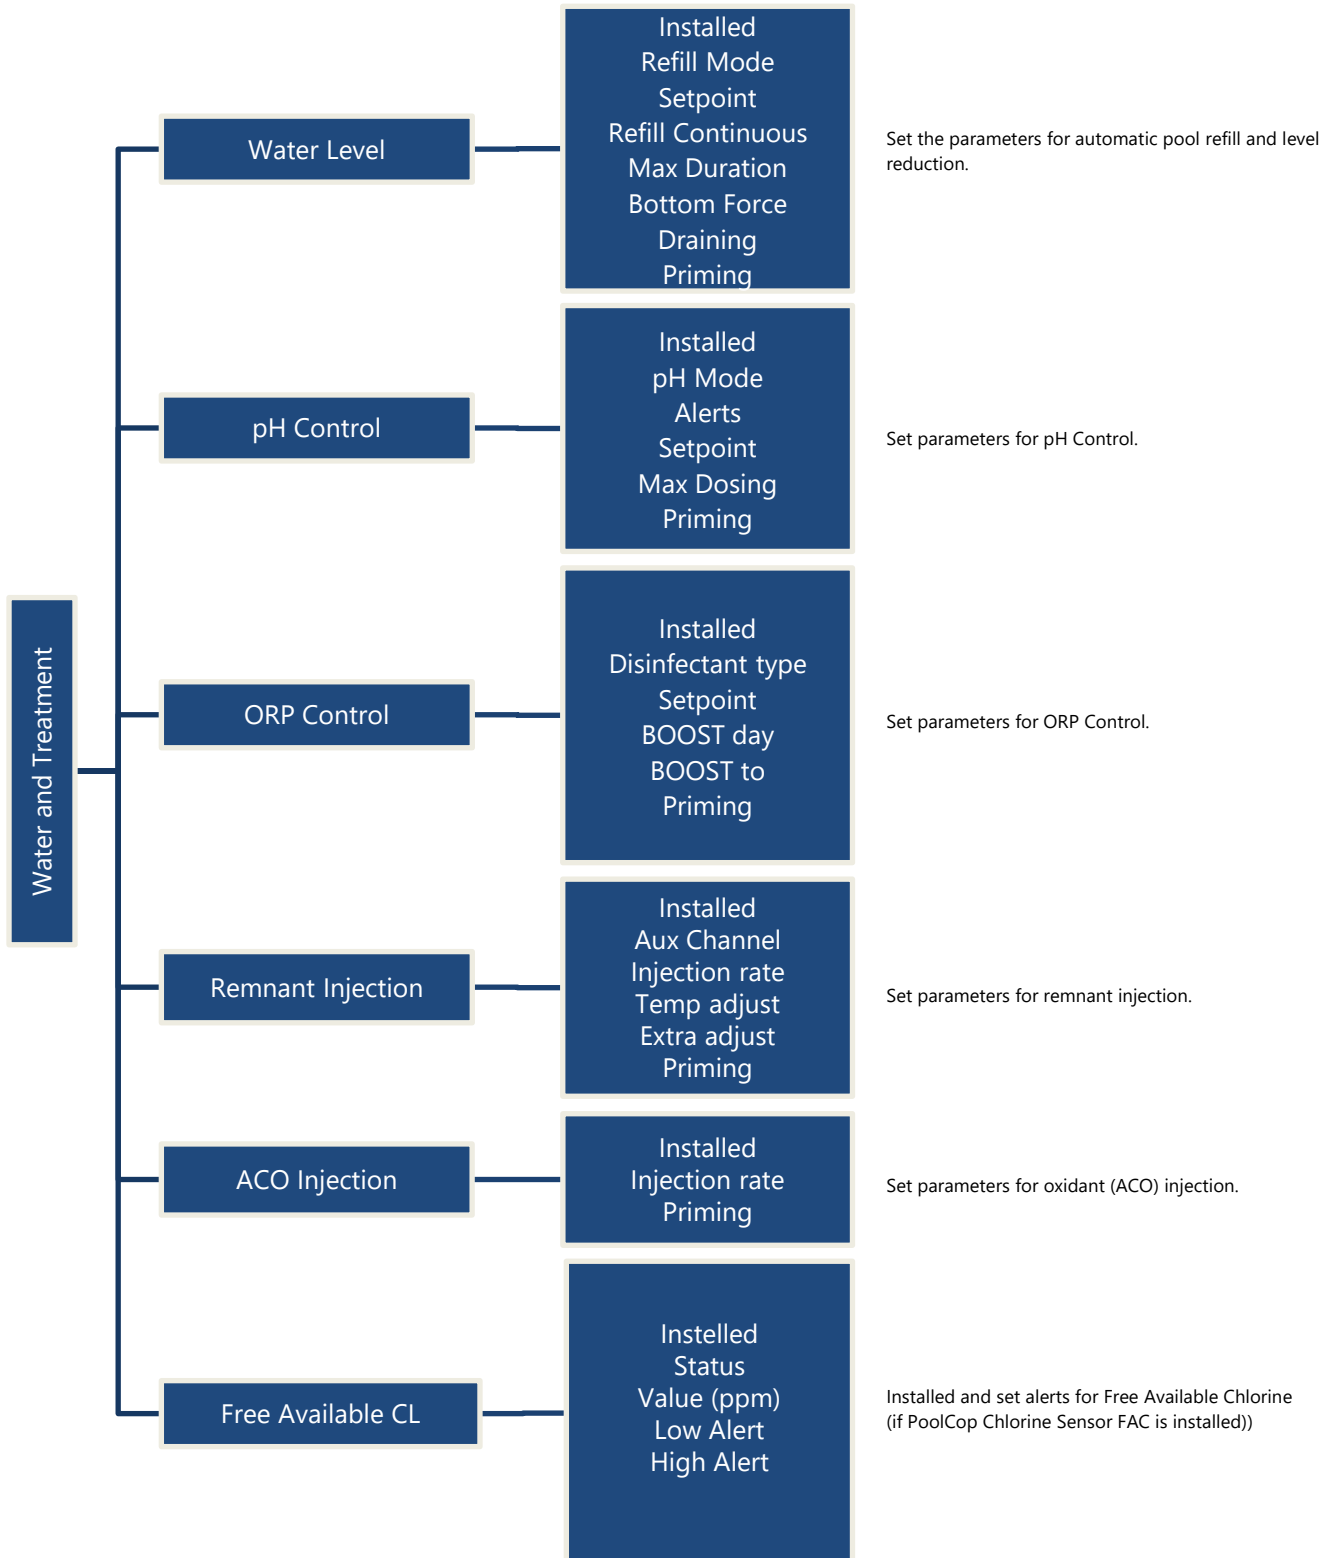 Water and Treatment
Water Level
Installed
Refill Mode
Setpoint
Refill Continuous
Max Duration
Bottom Force
Draining
Priming
Set the parameters for automatic pool refill and level
reduction.
pH Control
Installed
pH Mode
Alerts
Setpoint
Max Dosing
Priming
Set parameters for pH Control.
ORP Control
Installed
Disinfectant type
Setpoint
BOOST day
BOOST to
Priming
Set parameters for ORP Control.
Remnant Injection
Installed
Aux Channel
Injection rate
Temp adjust
Extra adjust
Priming
Set parameters for remnant injection.
ACO Injection
Installed
Injection rate
Priming
Set parameters for oxidant (ACO) injection.
Free Available CL
Instelled
Status
Value (ppm)
Low Alert
High Alert
Installed and set alerts for Free Available Chlorine
(if PoolCop Chlorine Sensor FAC is installed))